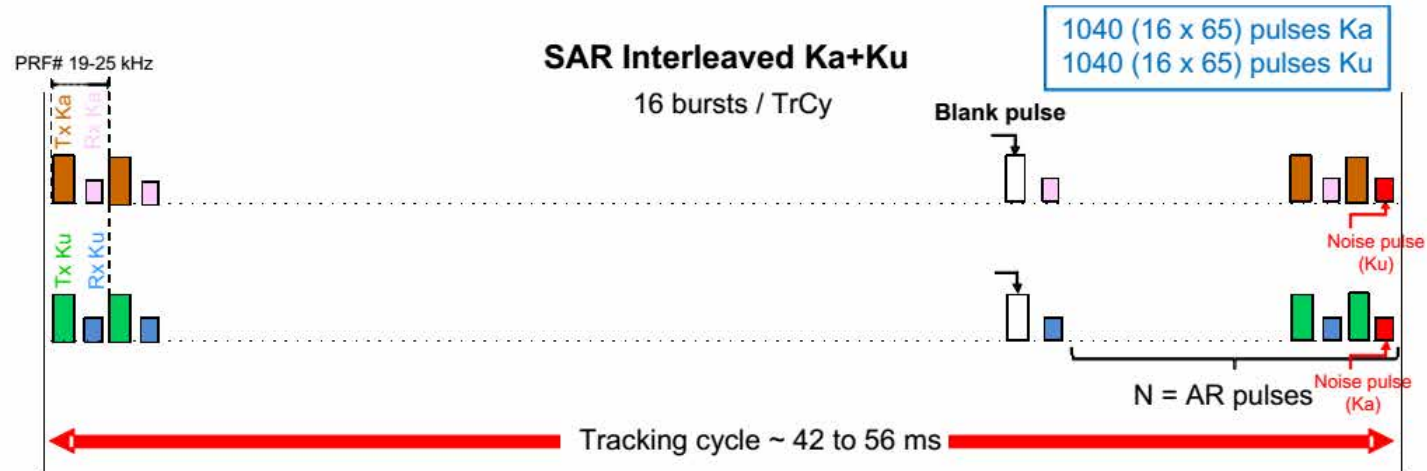 1040 (16 x 65) pulses Ka
1040 (16 x 65) pulses Ku
SAR Interleaved Ka+Ku
PRF# 19-25 kHz
16 bursts / TrCy
Tx Ka
Rx Ka
Blank pulse
Noise pulse
(Ku)
Tx Ku
Rx Ku
N = AR pulses
Noise pulse
(Ka)
Tracking cycle ~ 42 to 56 ms